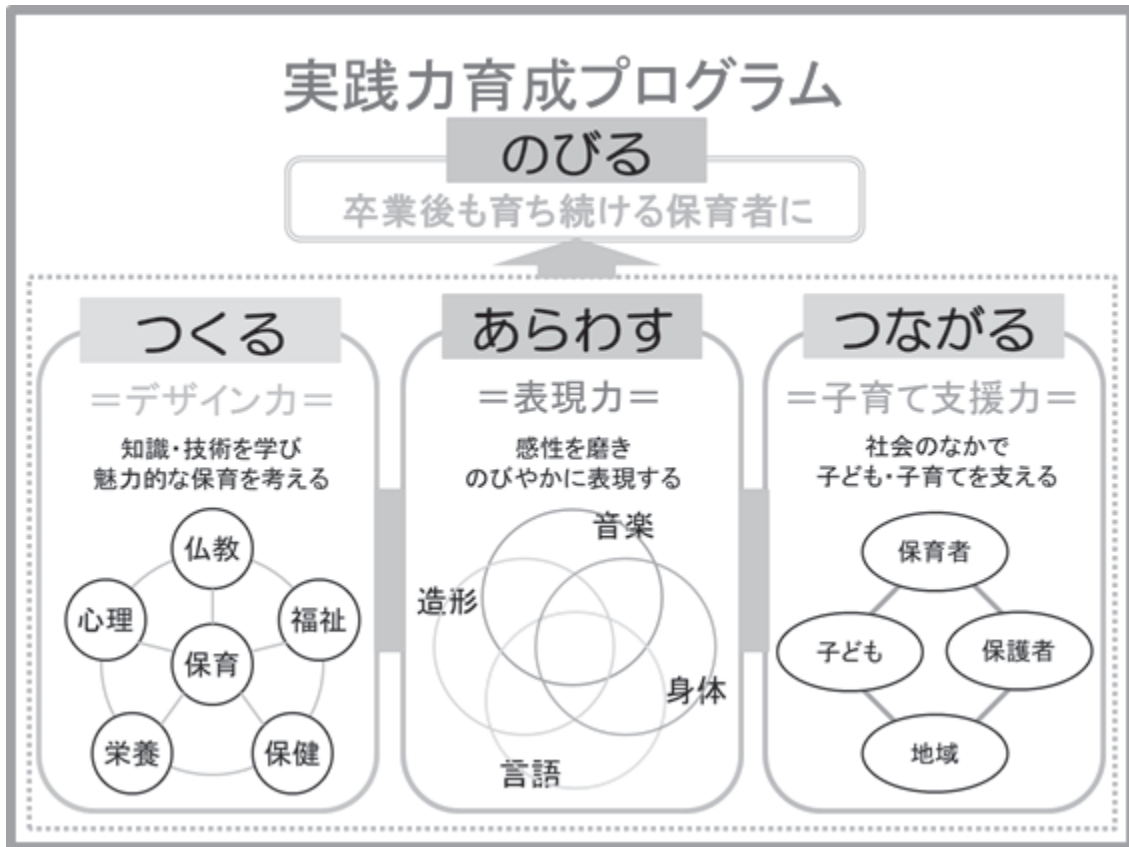 実践力育成プログラム
のびる
卒業後も育ち続ける保育者に
つくる
＝デザイン力＝
知識・技術を学び
魅力的な保育を考える
仏教
心理
福祉
保育
栄養
保健
あらわす
＝表現力＝
感性を磨き
のびやかに表現する
音楽
造形
身体
言語
つながる
＝子育て支援力＝
社会のなかで
子ども・子育てを支える
保育者
子ども
保護者
地域